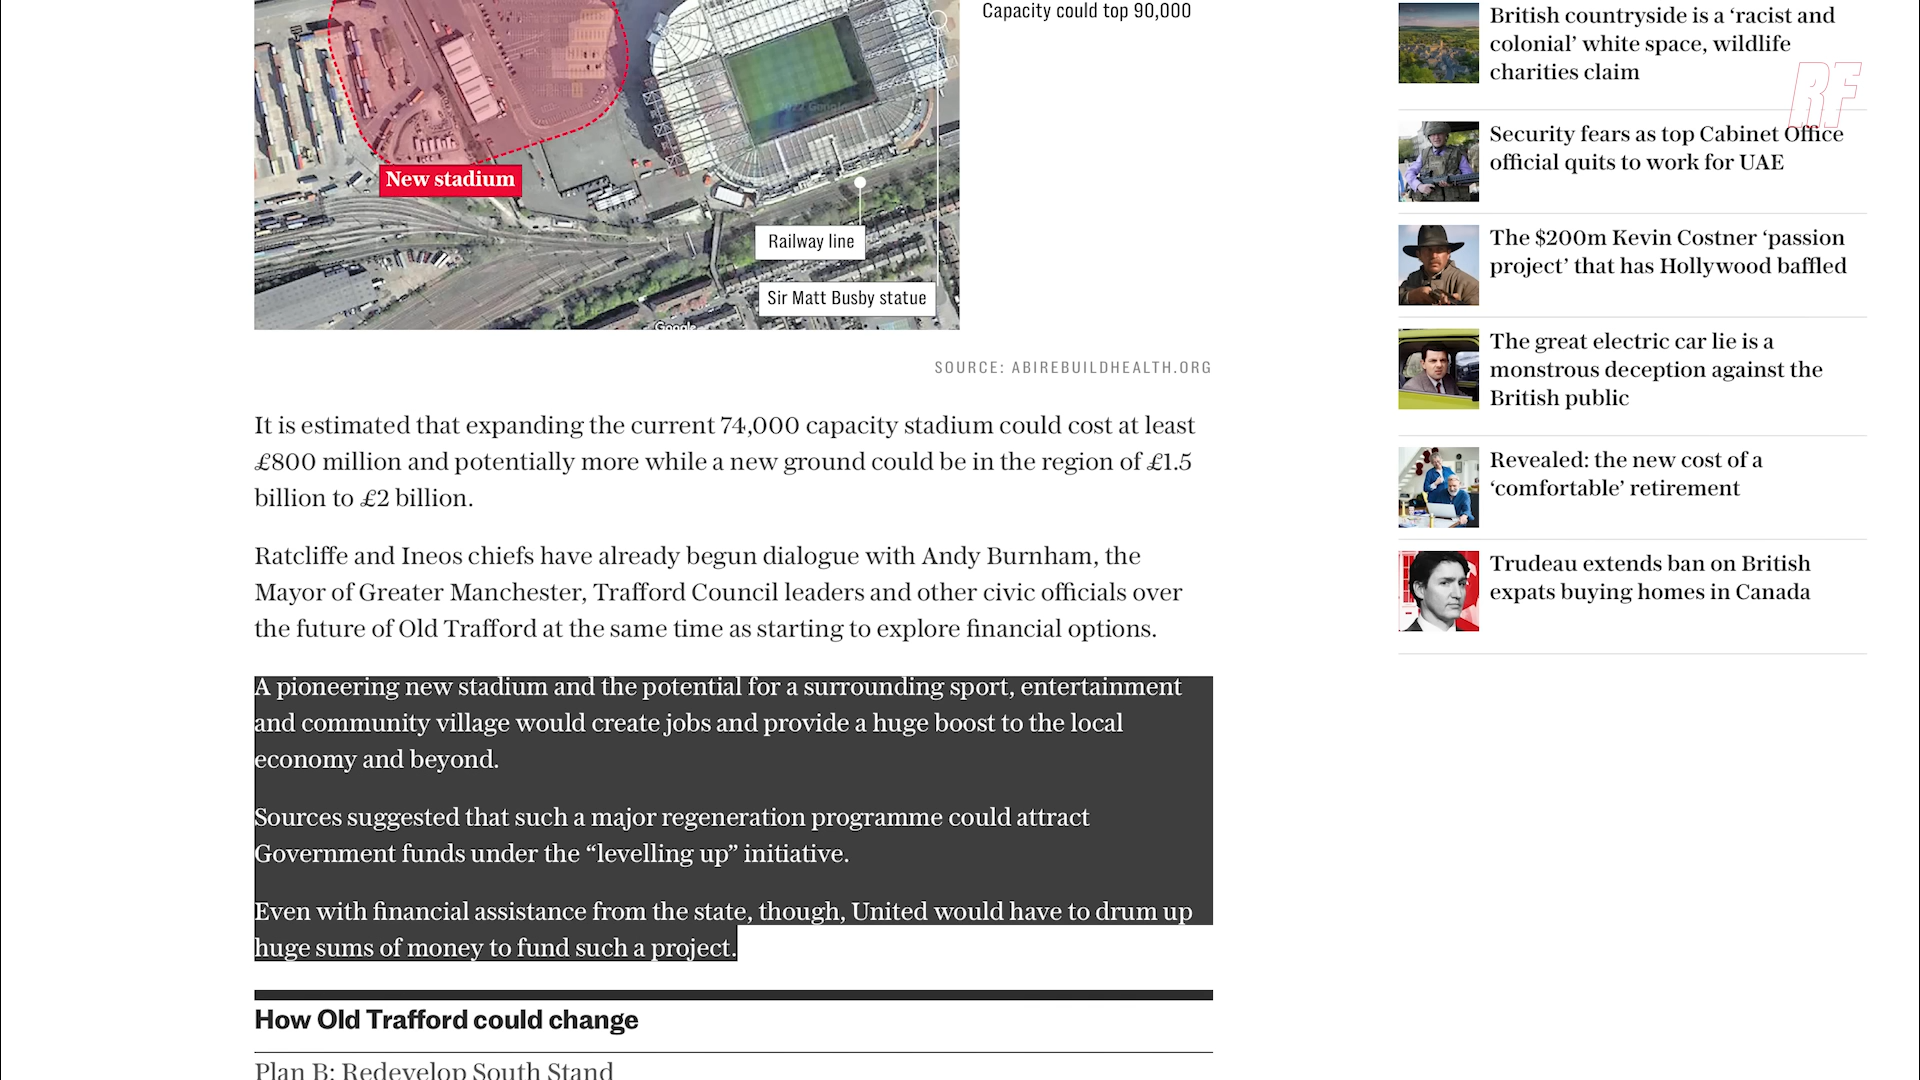 Capacity could top 90,000
© 2022 Google
New stadium
Railway line
Sir Matt Busby statue
Google
SOURCE: ABIREBUILDHEALTH.ORG
It is estimated that expanding the current 74,000 capacity stadium could cost at least
£800 million and potentially more while a new ground could be in the region of £1.5
billion to £2 billion.
Ratcliffe and Ineos chiefs have already begun dialogue with Andy Burnham, the
Mayor of Greater Manchester, Trafford Council leaders and other civic officials over
the future of Old Trafford at the same time as starting to explore financial options.
A pioneering new stadium and the potential for a surrounding sport, entertainment
and community village would create jobs and provide a huge boost to the local
economy and beyond.
Sources suggested that such a major regeneration programme could attract
Government funds under the “levelling up” initiative.
Even with financial assistance from the state, though, United would have to drum up
huge sums of money to fund such a project.
How Old Trafford could change
Plan B: Redevelop South Stand
British countryside is a ‘racist and
colonial’ white space, wildlife
charities claim
RF
Security fears as top Cabinet Office
official quits to work for UAE
The $200m Kevin Costner ‘passion
project’ that has Hollywood baffled
The great electric car lie is a
monstrous deception against the
British public
Revealed: the new cost of a
‘comfortable’ retirement
Trudeau extends ban on British
expats buying homes in Canada